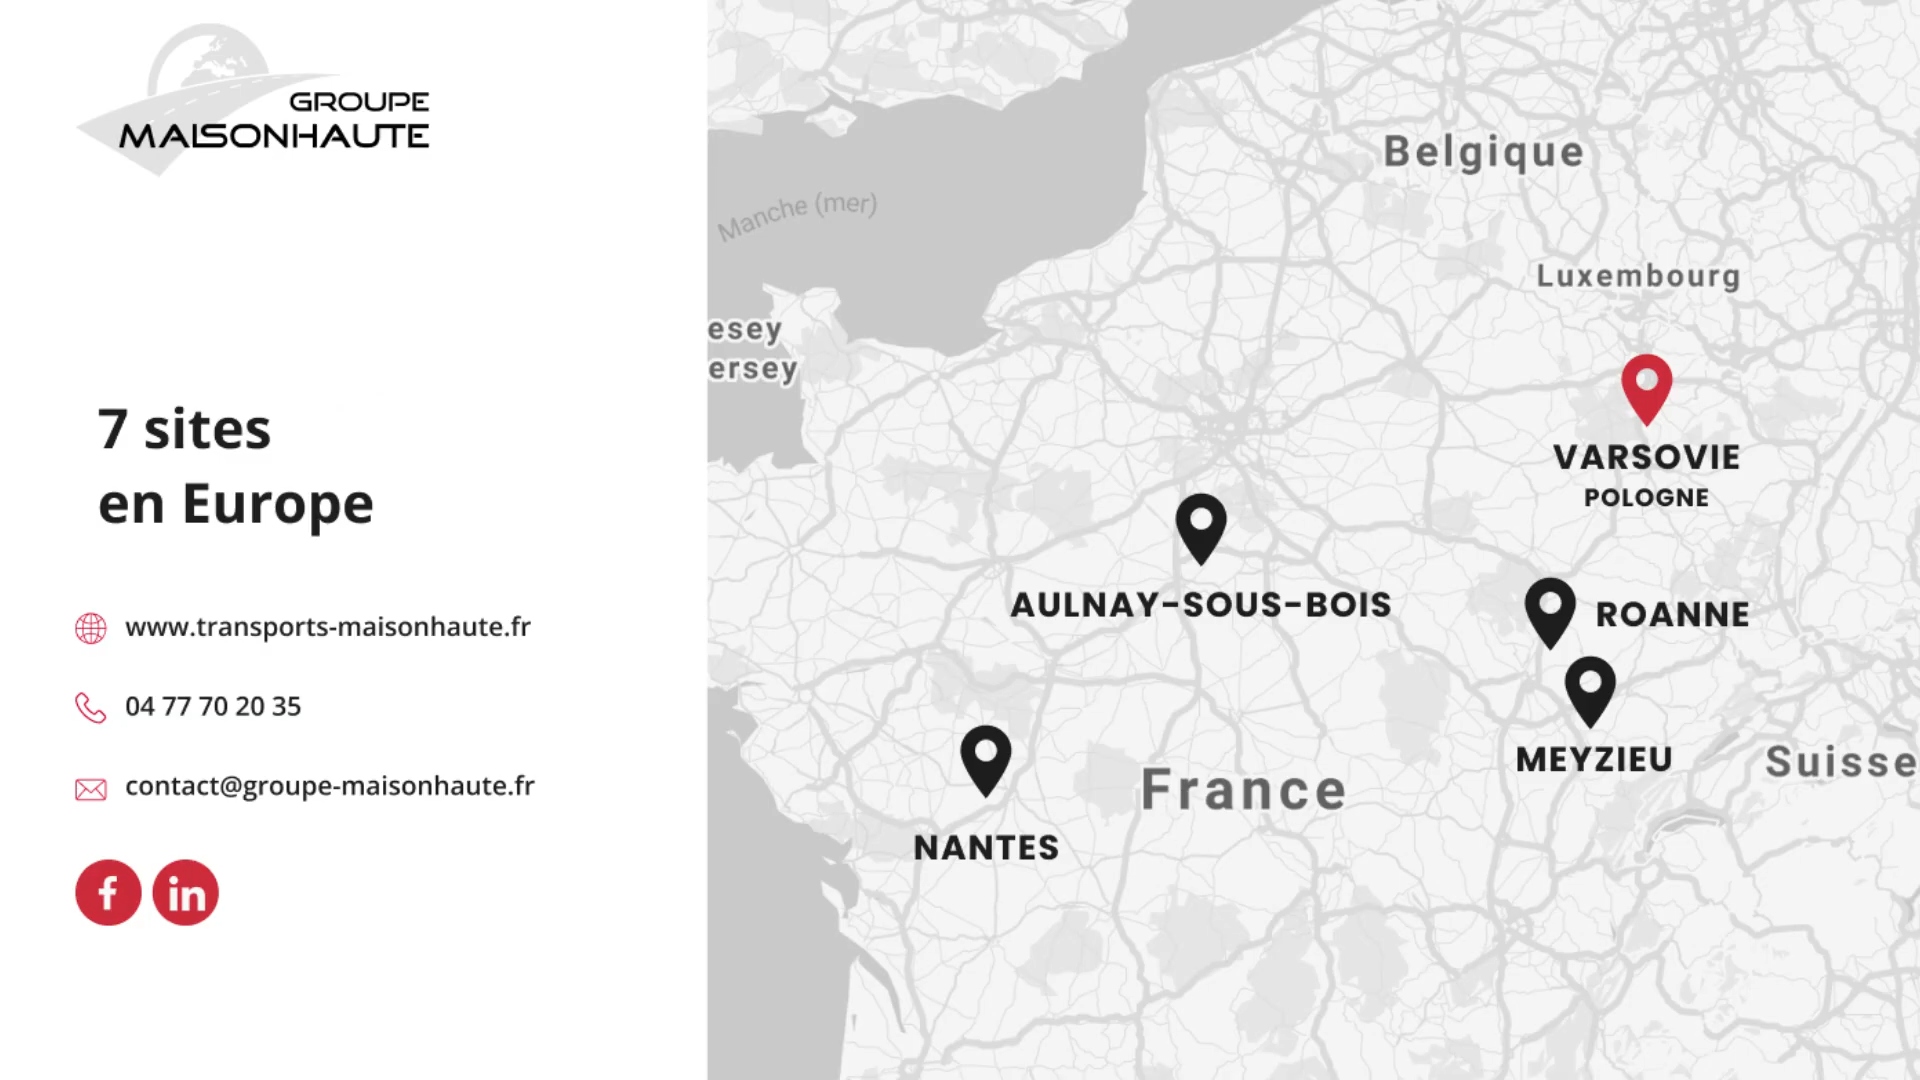 GROUPE
MAISONHAUTE
7 sites
en Europe
www.transports-maisonhaute.fr
04 77 70 20 35
contact@groupe-maisonhaute.fr
f
in
Manche (mer)
esey
ersey
Belgique
Luxembourg
VARSOVIE
POLOGNE
AULNAY-SOUS-BOIS
ROANNE
MEYZIEU
Suisse
France
NANTES